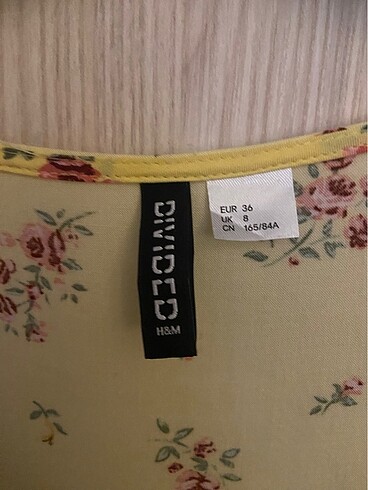 DIVIDED
H&M
EUR 36
UK 8
CN 165/84A